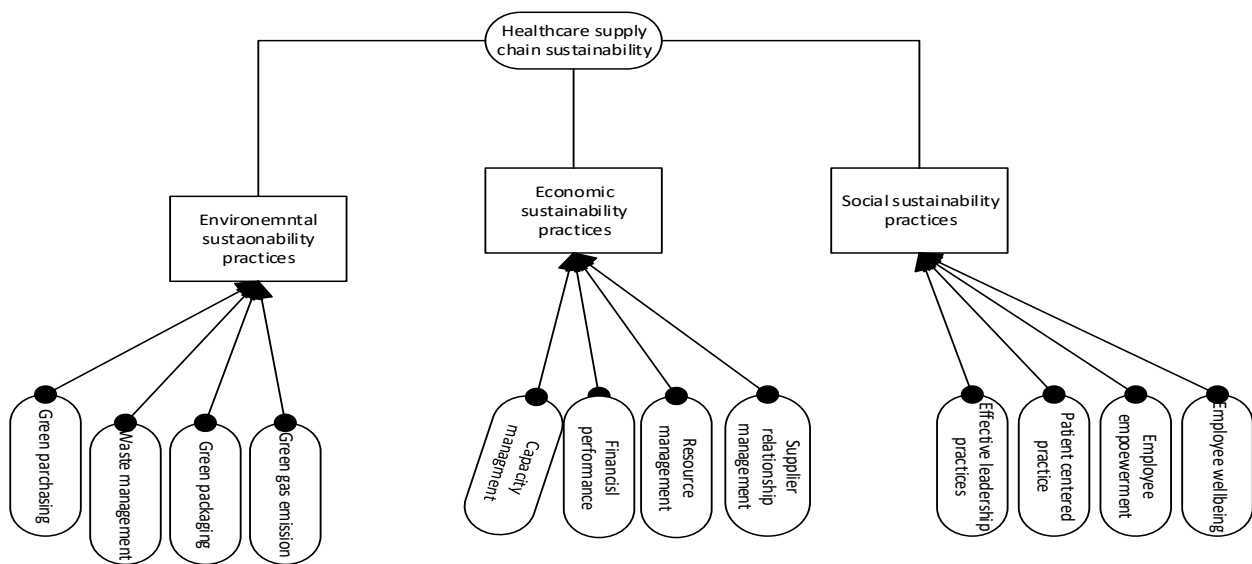 Healthcare supply
chain sustainability
Environemntal
sustaonability
practices
Economic
sustainability
practices
Social sustainability
practices
Green parchasing
Waste management
Green packaging
Green gas emission
Capacity
managment
Financisl
performance
Resource
management
Supplier
relationship
management
Effective leadership
practices
Patient centered
practice
Employee
empoewerment
Employee wellbeing